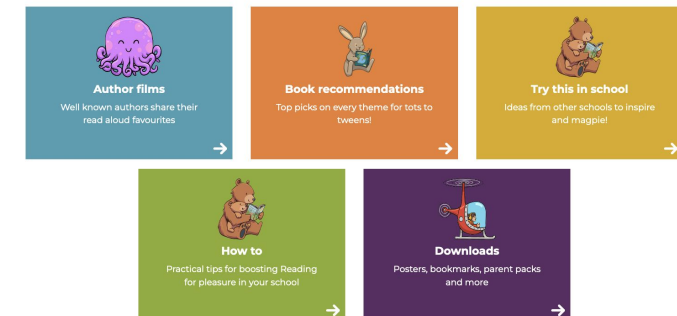 Author films
Well known authors share their
read aloud favourites
Book recommendations
Top picks on every theme for tots to
tweens!
Try this in school
Ideas from other schools to inspire
and magpie!
How to
Practical tips for boosting Reading
for pleasure in your school
Downloads
Posters, bookmarks, parent packs
and more